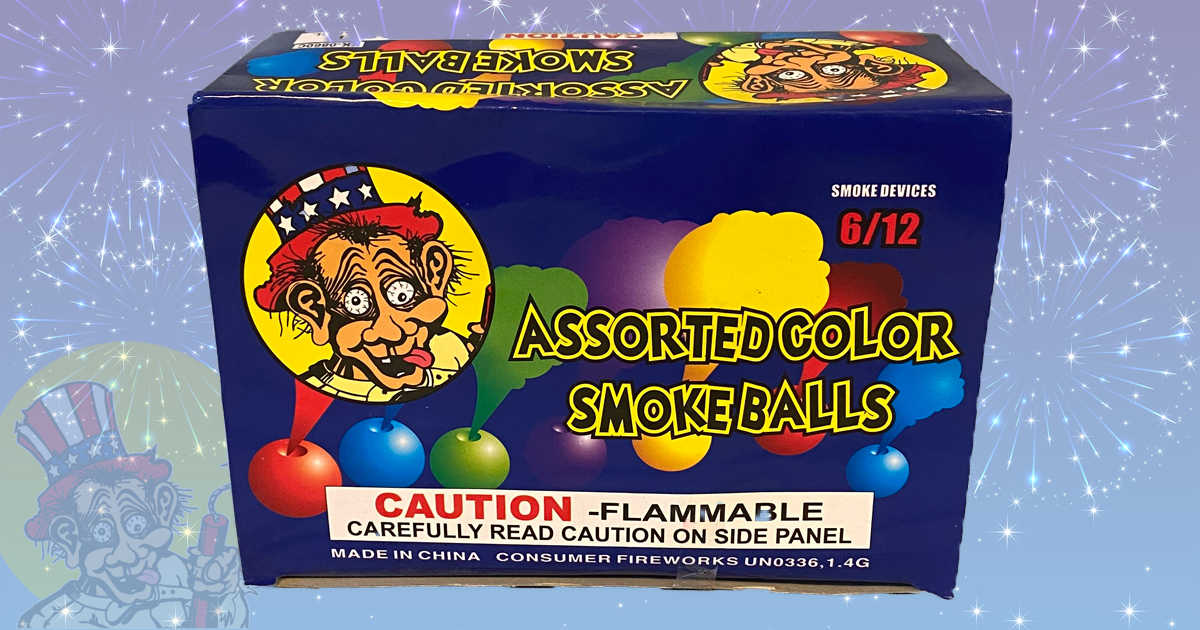 CAUTION
SMOKE BALLS
ASSORTED COLOR
SMOKE DEVICES
6/12
ASSORTED COLOR
SMOKE BALLS
CAUTION -FLAMMABLE
CAREFULLY READ CAUTION ON SIDE PANEL
MADE IN CHINA CONSUMER FIREWORKS UN0336,1.4G